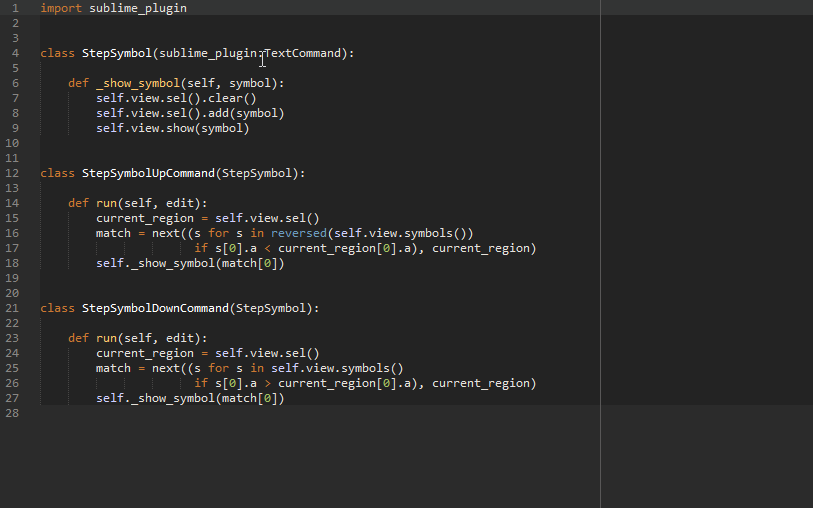 1 import sublime_plugin
2
3
4 class StepSymbol(sublime_plugin.TextCommand):
5
6     def _show_symbol(self, symbol):
7         self.view.sel().clear()
8         self.view.sel().add(symbol)
9         self.view.show(symbol)
10
11
12 class StepSymbolUpCommand(StepSymbol):
13
14     def run(self, edit):
15         current_region = self.view.sel()
16         match = next((s for s in reversed(self.view.symbols())
17                       if s[0].a < current_region[0].a), current_region)
18         self._show_symbol(match[0])
19
20
21 class StepSymbolDownCommand(StepSymbol):
22
23     def run(self, edit):
24         current_region = self.view.sel()
25         match = next((s for s in self.view.symbols()
26                       if s[0].a > current_region[0].a), current_region)
27         self._show_symbol(match[0])
28